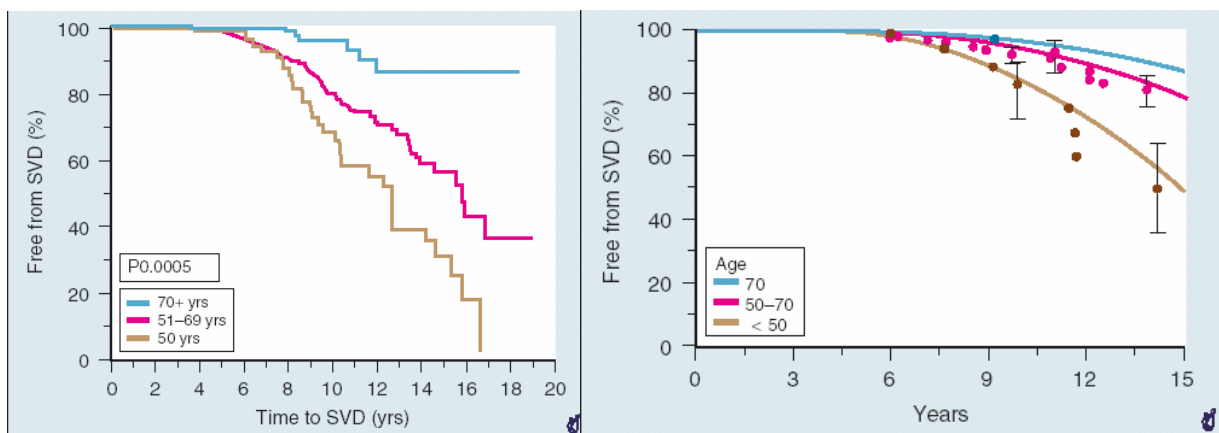 100
80
60
40
20
0
Free from SVD (%)
P0.0005
70+ yrs
51–69 yrs
50 yrs
0 2 4 6 8 10 12 14 16 18 20
Time to SVD (yrs)
100
80
60
40
20
0
Free from SVD (%)
Age
70
50–70
< 50
0 3 6 9 12 15
Years